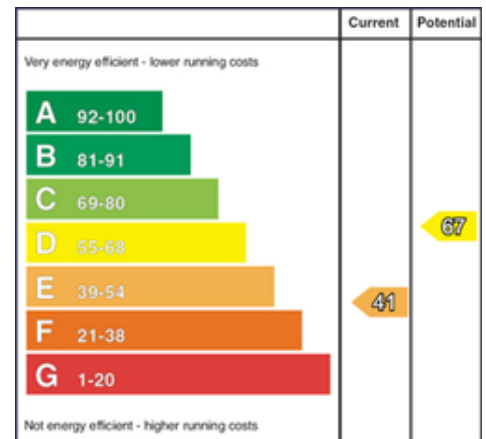 Current Potential
Very energy efficient - lower running costs
A 92-100
B 81-91
C 69-80
67
D 55-68
E 39-54
41
F 21-38
G 1-20
Not energy efficient - higher running costs